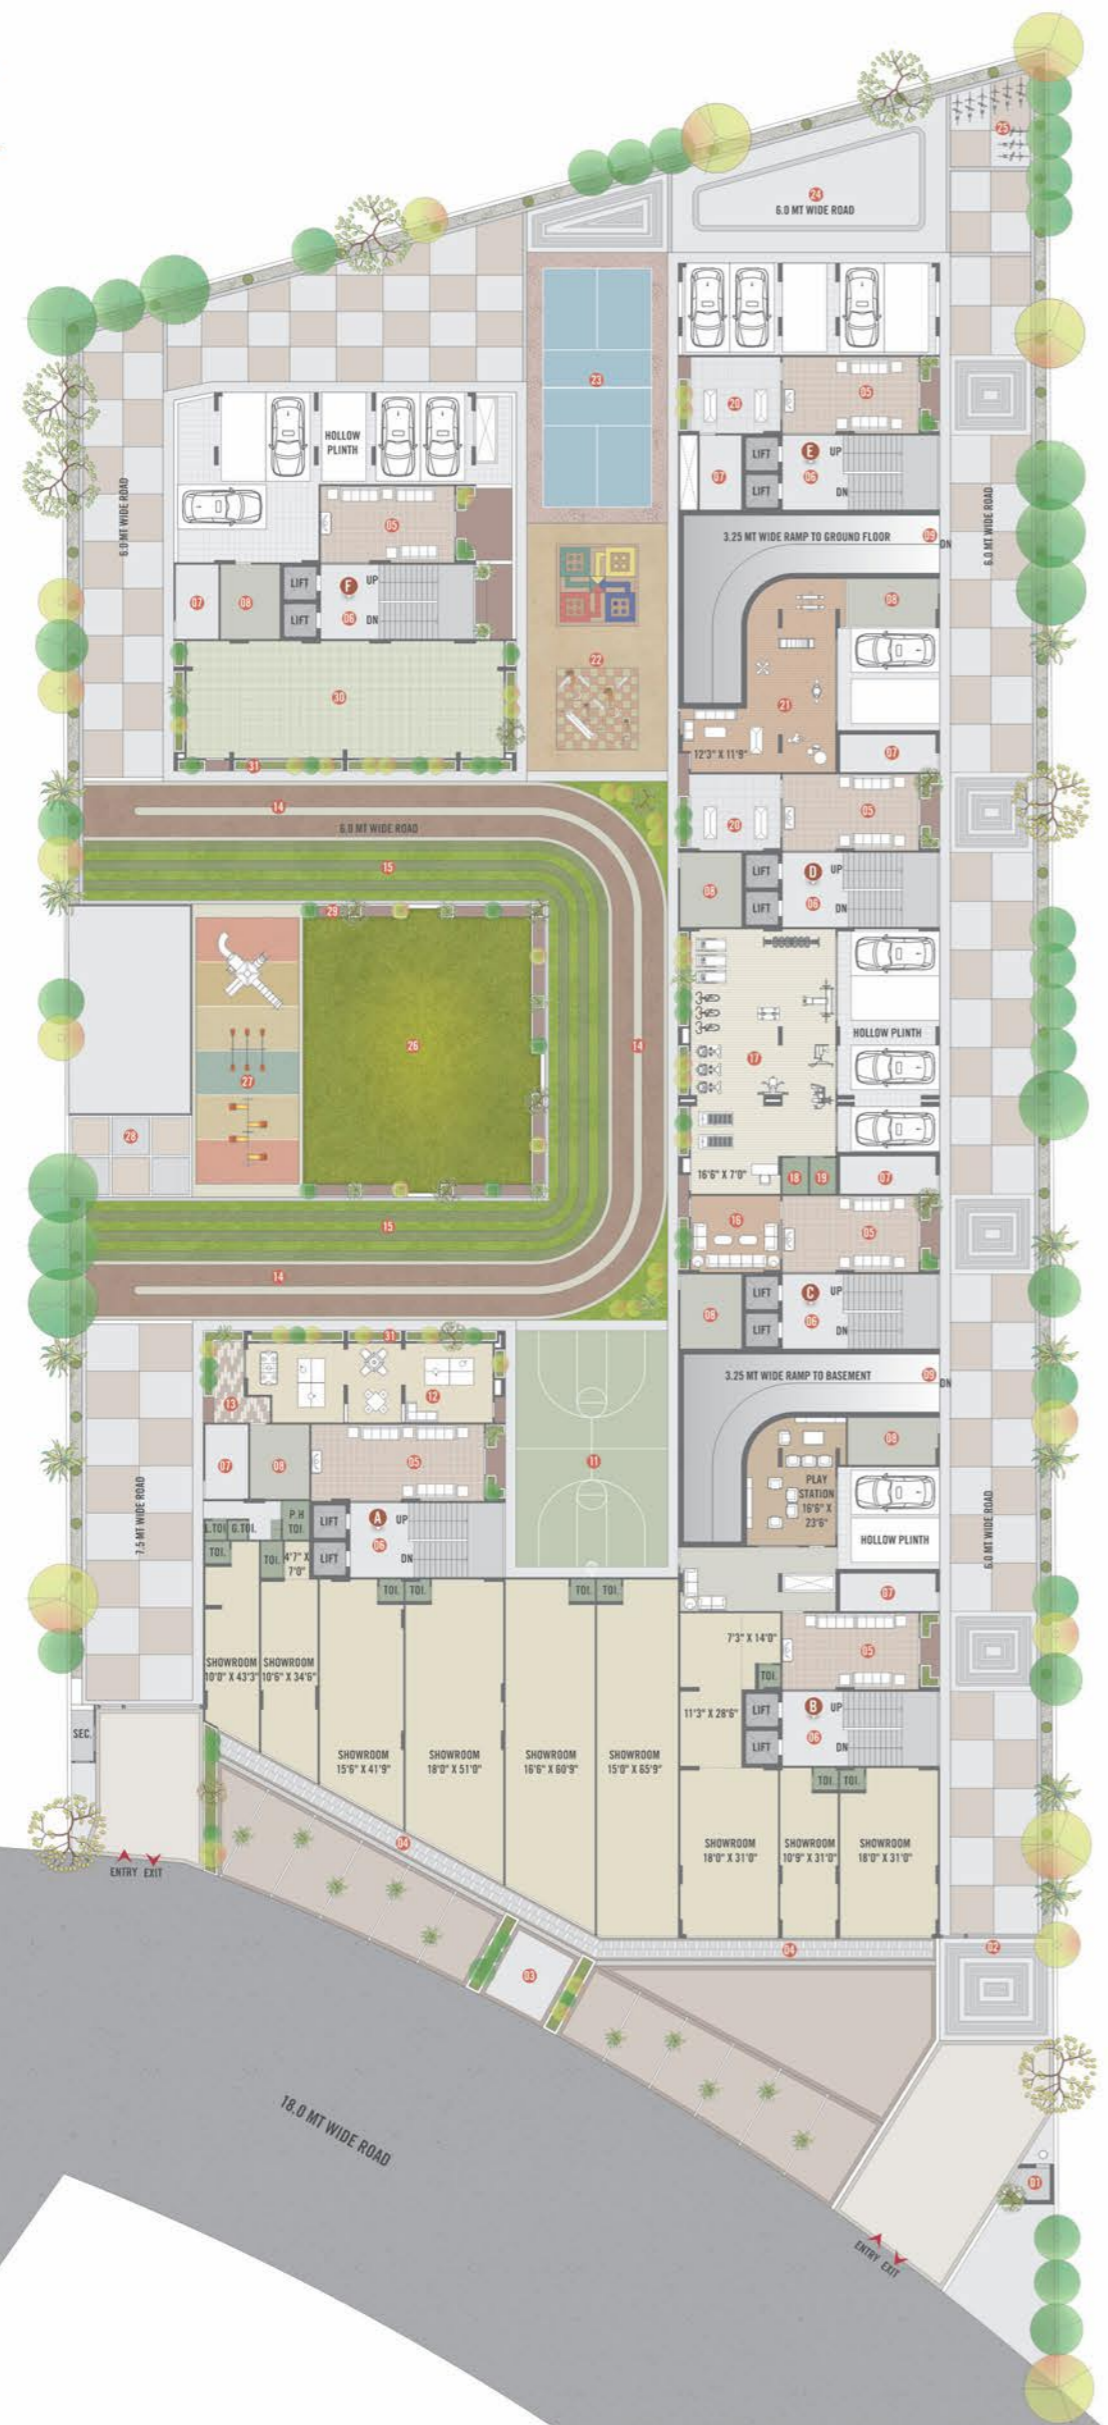 25
24
6.0 MT WIDE ROAD
23
20
05
HOLLOW
PLINTH
LIFT
E
UP
07
06
LIFT
DN
6.0 MT WIDE ROAD
05
3.25 MT WIDE RAMP TO GROUND FLOOR
09
DN
6.0 MT WIDE ROAD
LIFT
F
UP
07
08
LIFT
06
DN
22
08
30
21
12'3" X 11'9"
07
31
14
6.0 MT WIDE ROAD
20
05
15
LIFT
D
UP
08
LIFT
06
DN
29
26
14
HOLLOW PLINTH
17
27
28
16'6" X 7'0"
18
19
07
15
16
05
14
LIFT
C
UP
08
LIFT
06
DN
31
12
13
3.25 MT WIDE RAMP TO BASEMENT
09
DN
07
08
05
11
08
PLAY
STATION
16'6" X
23'6"
7.5 MT WIDE ROAD
L.TOI.
G.TOI.
P.H
TOI.
LIFT
A
UP
06
DN
TOI.
TOI.
4'7" X
7'0"
LIFT
HOLLOW PLINTH
6.0 MT WIDE ROAD
TOI.
TOI.
TOI.
TOI.
07
7'3" X 14'0"
05
TOI.
SHOWROOM
10'0" X 43'3"
SHOWROOM
10'6" X 34'6"
LIFT
B
UP
11'3" X 28'6"
06
LIFT
DN
SEC.
SHOWROOM
15'6" X 41'9"
SHOWROOM
18'0" X 51'0"
SHOWROOM
16'6" X 60'9"
SHOWROOM
15'0" X 65'9"
TOI.
TOI.
SHOWROOM
18'0" X 31'0"
SHOWROOM
10'9" X 31'0"
SHOWROOM
18'0" X 31'0"
04
ENTRY
EXIT
04
02
03
18.0 MT WIDE ROAD
01
ENTRY
EXIT